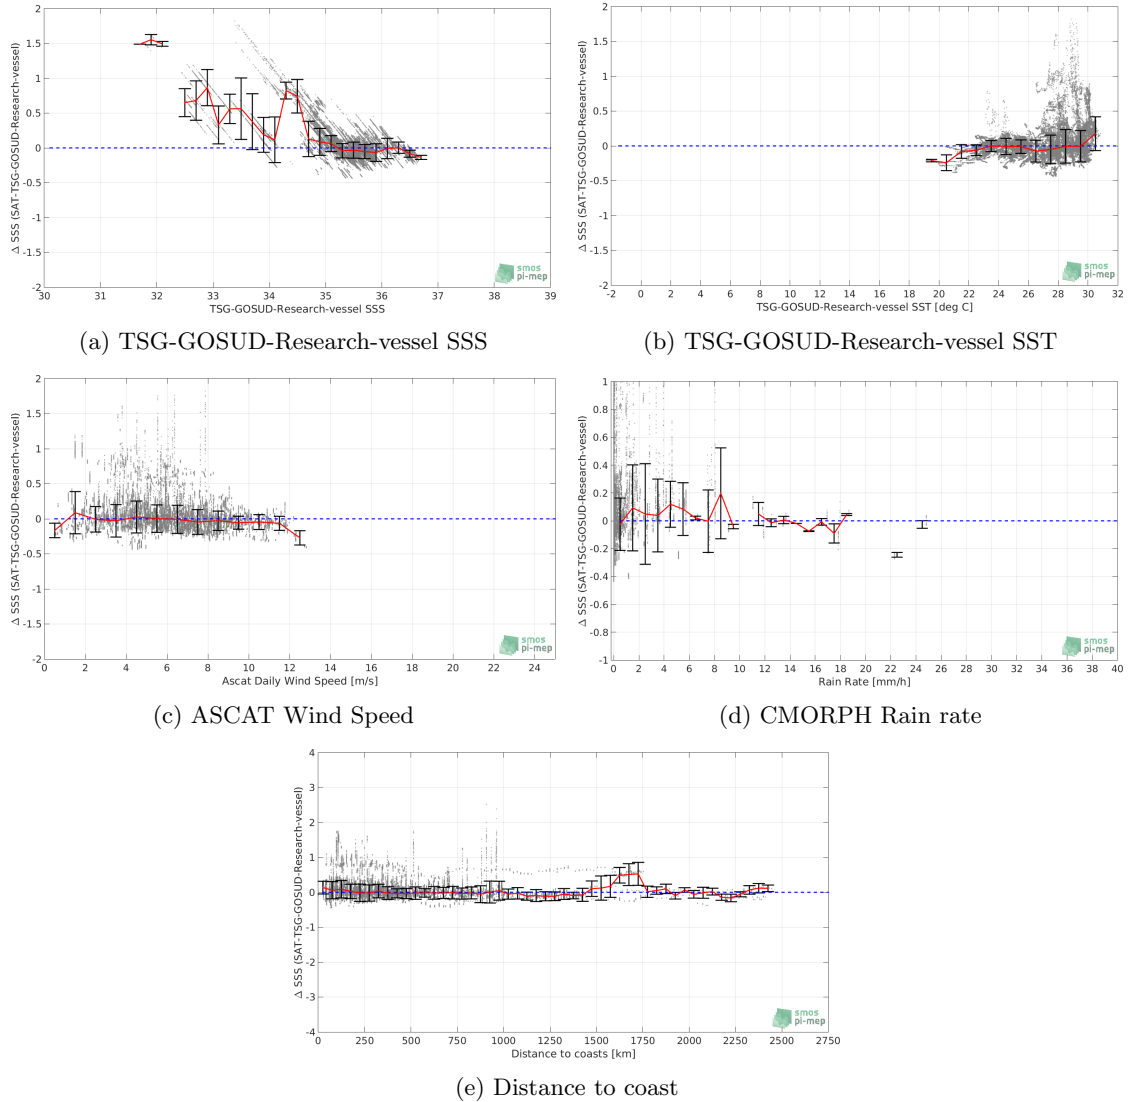 2
1.5
1
0.5
0
-0.5
-1
-1.5
-2
Δ SSS (SAT-TSG-GOSUD-Research-vessel)
30 31 32 33 34 35 36 37 38 39
TSG-GOSUD-Research-vessel SSS
smos
pi-mep
(a) TSG-GOSUD-Research-vessel SSS
2
1.5
1
0.5
0
-0.5
-1
-1.5
-2
Δ SSS (SAT-TSG-GOSUD-Research-vessel)
-2 0 2 4 6 8 10 12 14 16 18 20 22 24 26 28 30 32
TSG-GOSUD-Research-vessel SST [deg C]
smos
pi-mep
(b) TSG-GOSUD-Research-vessel SST
2
1.5
1
0.5
0
-0.5
-1
-1.5
-2
Δ SSS (SAT-TSG-GOSUD-Research-vessel)
0 2 4 6 8 10 12 14 16 18 20 22 24
Ascat Daily Wind Speed [m/s]
smos
pi-mep
(c) ASCAT Wind Speed
1
0.8
0.6
0.4
0.2
0
-0.2
-0.4
-0.6
-0.8
-1
Δ SSS (SAT-TSG-GOSUD-Research-vessel)
0 2 4 6 8 10 12 14 16 18 20 22 24 26 28 30 32 34 36 38 40
Rain Rate [mm/h]
smos
pi-mep
(d) CMORPH Rain rate
4
3
2
1
0
-1
-2
-3
-4
Δ SSS (SAT-TSG-GOSUD-Research-vessel)
0 250 500 750 1000 1250 1500 1750 2000 2250 2500 2750
Distance to coasts [km]
smos
pi-mep
(e) Distance to coast